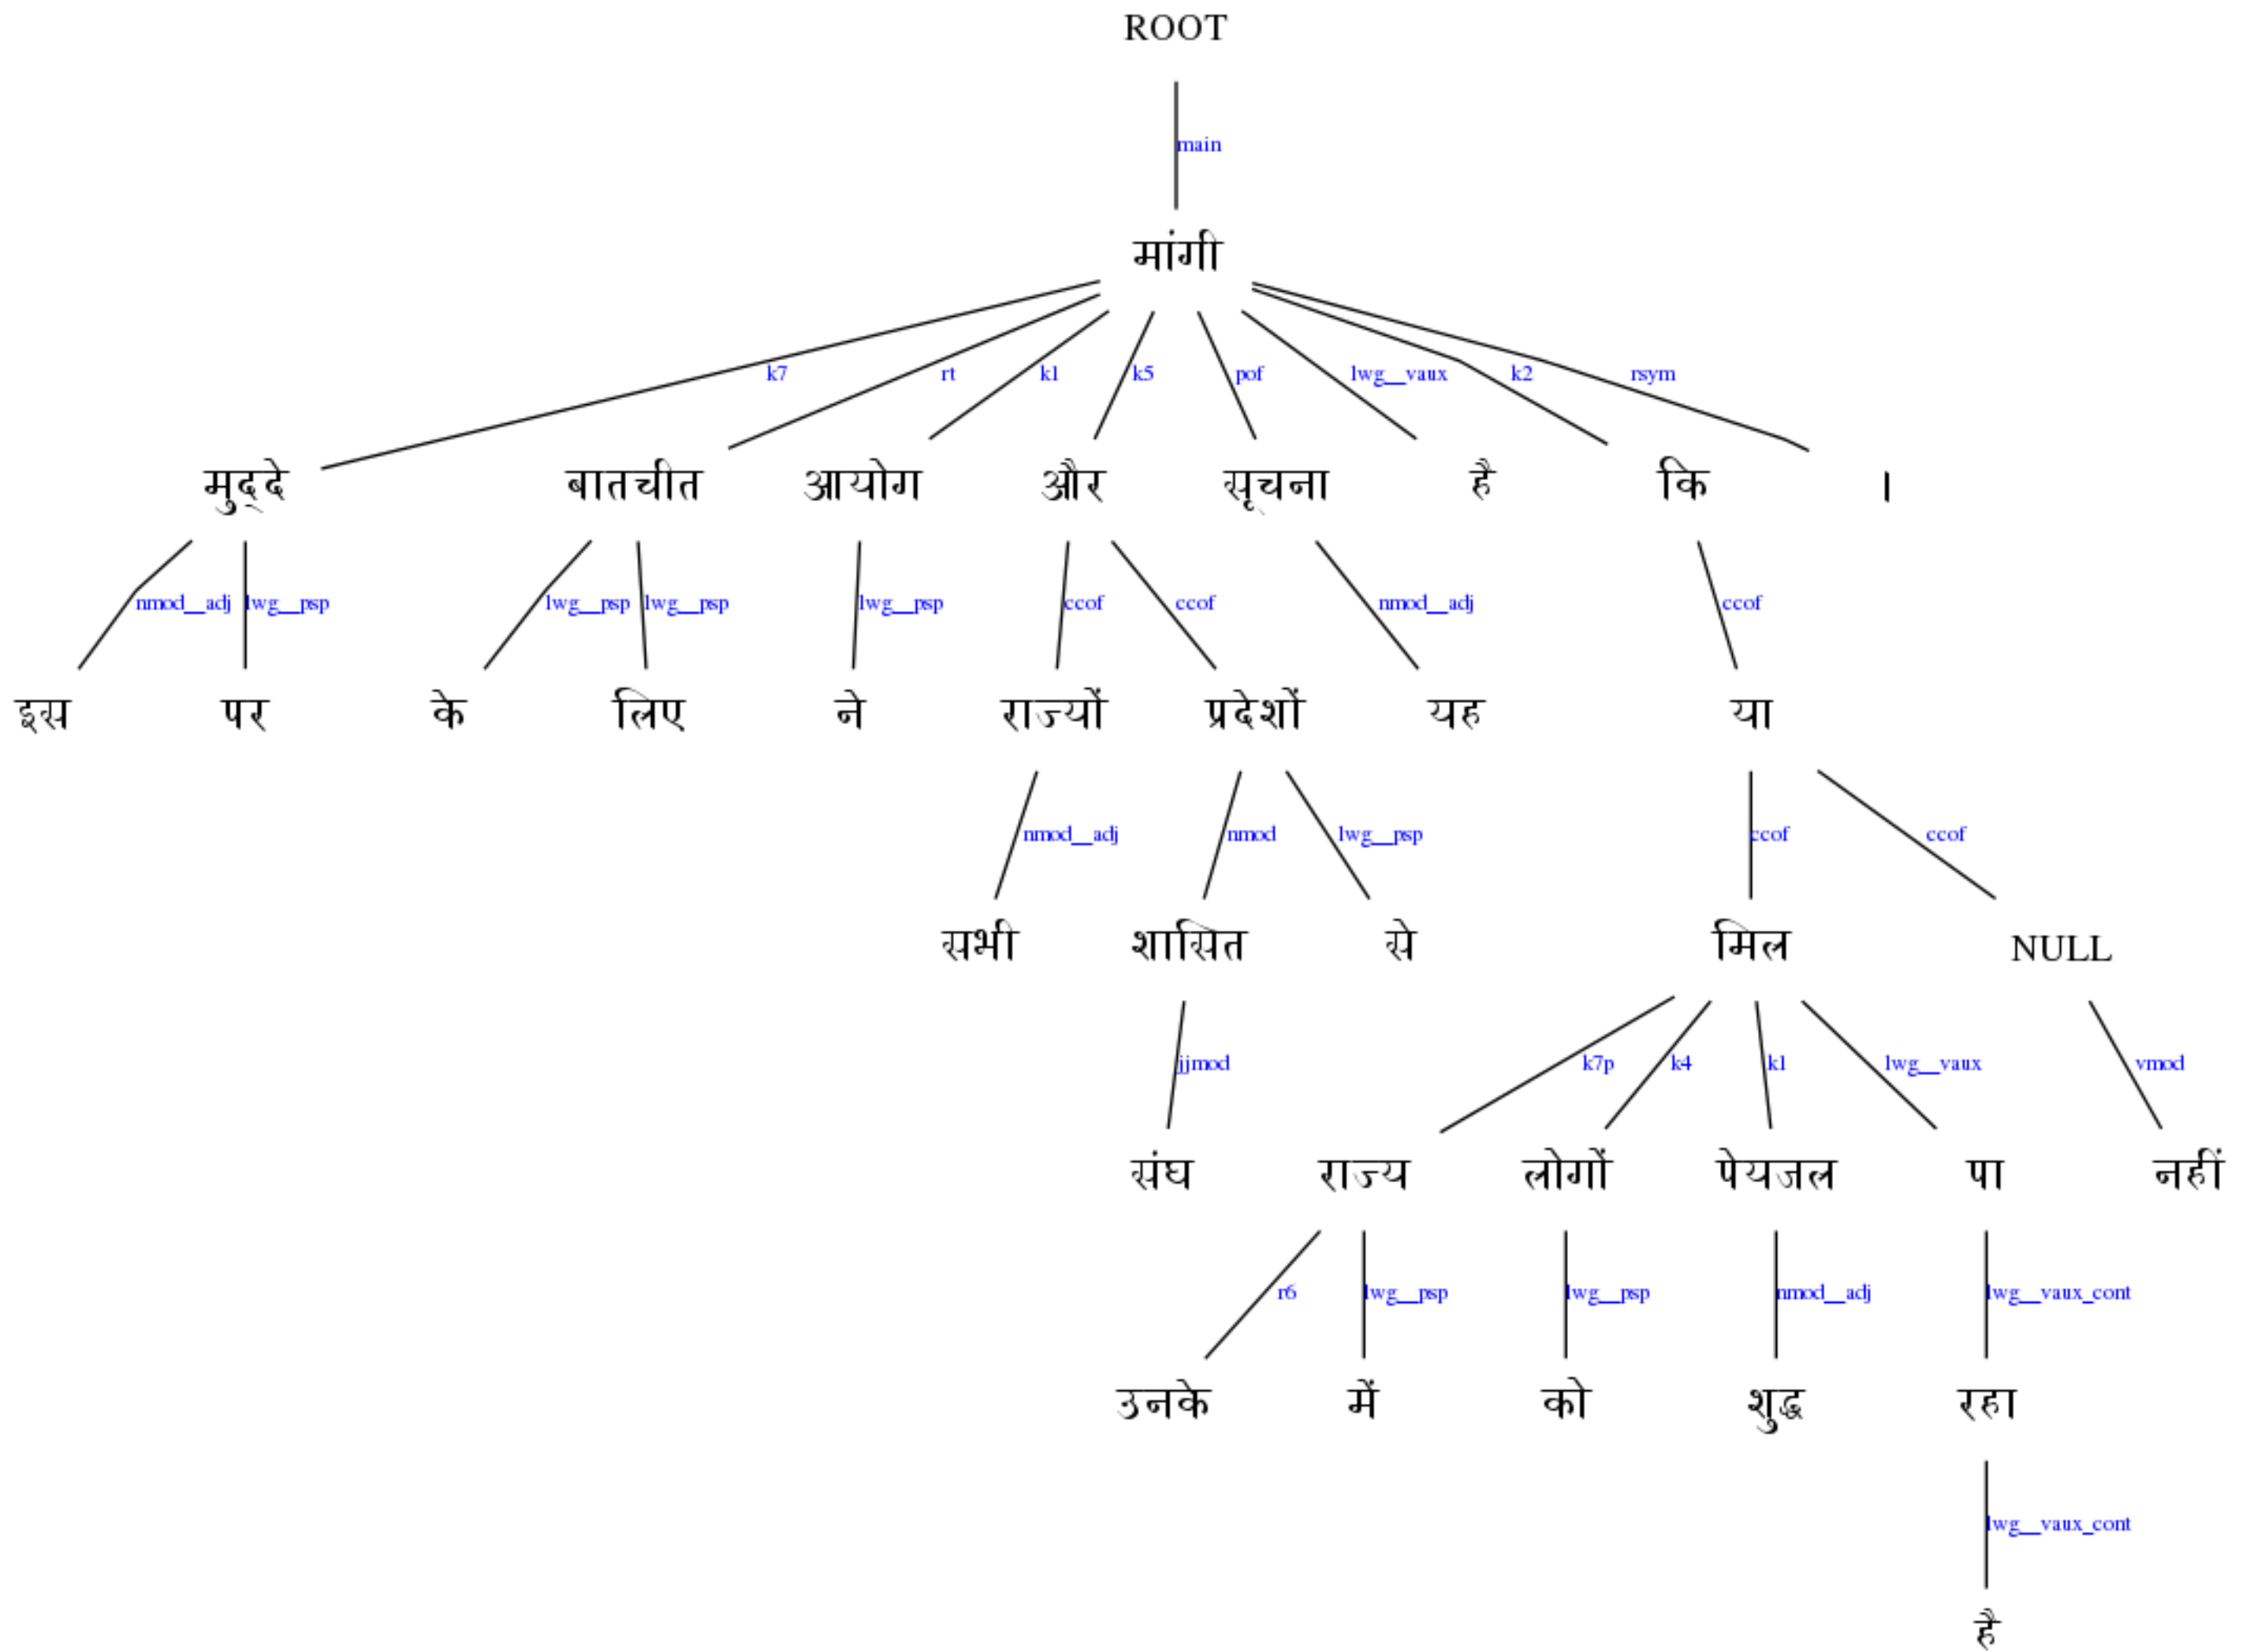 ROOT
main
मांगी
k7 rt k1 k5 pof lwg__vaux k2 rsym
मुद्दे बातचीत आयोग और सूचना है कि ।
nmod__adj lwg__psp lwg__psp lwg__psp lwg__psp ccof ccof nmod__adj ccof
इस पर के लिए ने राज्यों प्रदेशों यह या
nmod__adj nmod lwg__psp ccof ccof
सभी शासित से मिल NULL
jjmod k7p k4 k1 lwg__vaux vmod
संघ राज्य लोगों पेयजल पा नहीं
r6 lwg__psp lwg__psp nmod__adj lwg__vaux_cont
उनके में को शुद्ध रहा
lwg__vaux_cont
है